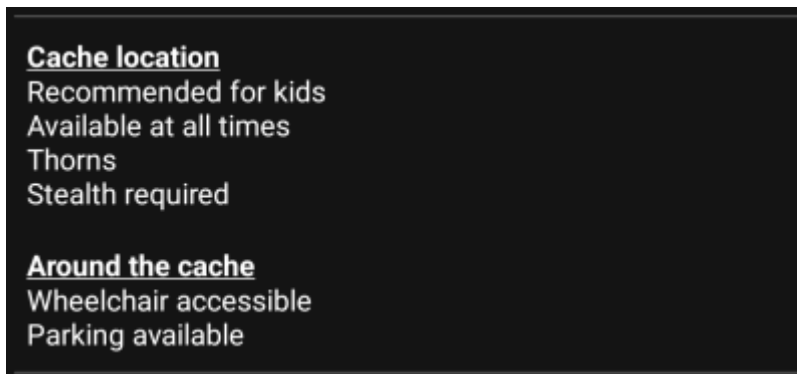 Cache location
Recommended for kids
Available at all times
Thorns
Stealth required
Around the cache
Wheelchair accessible
Parking available